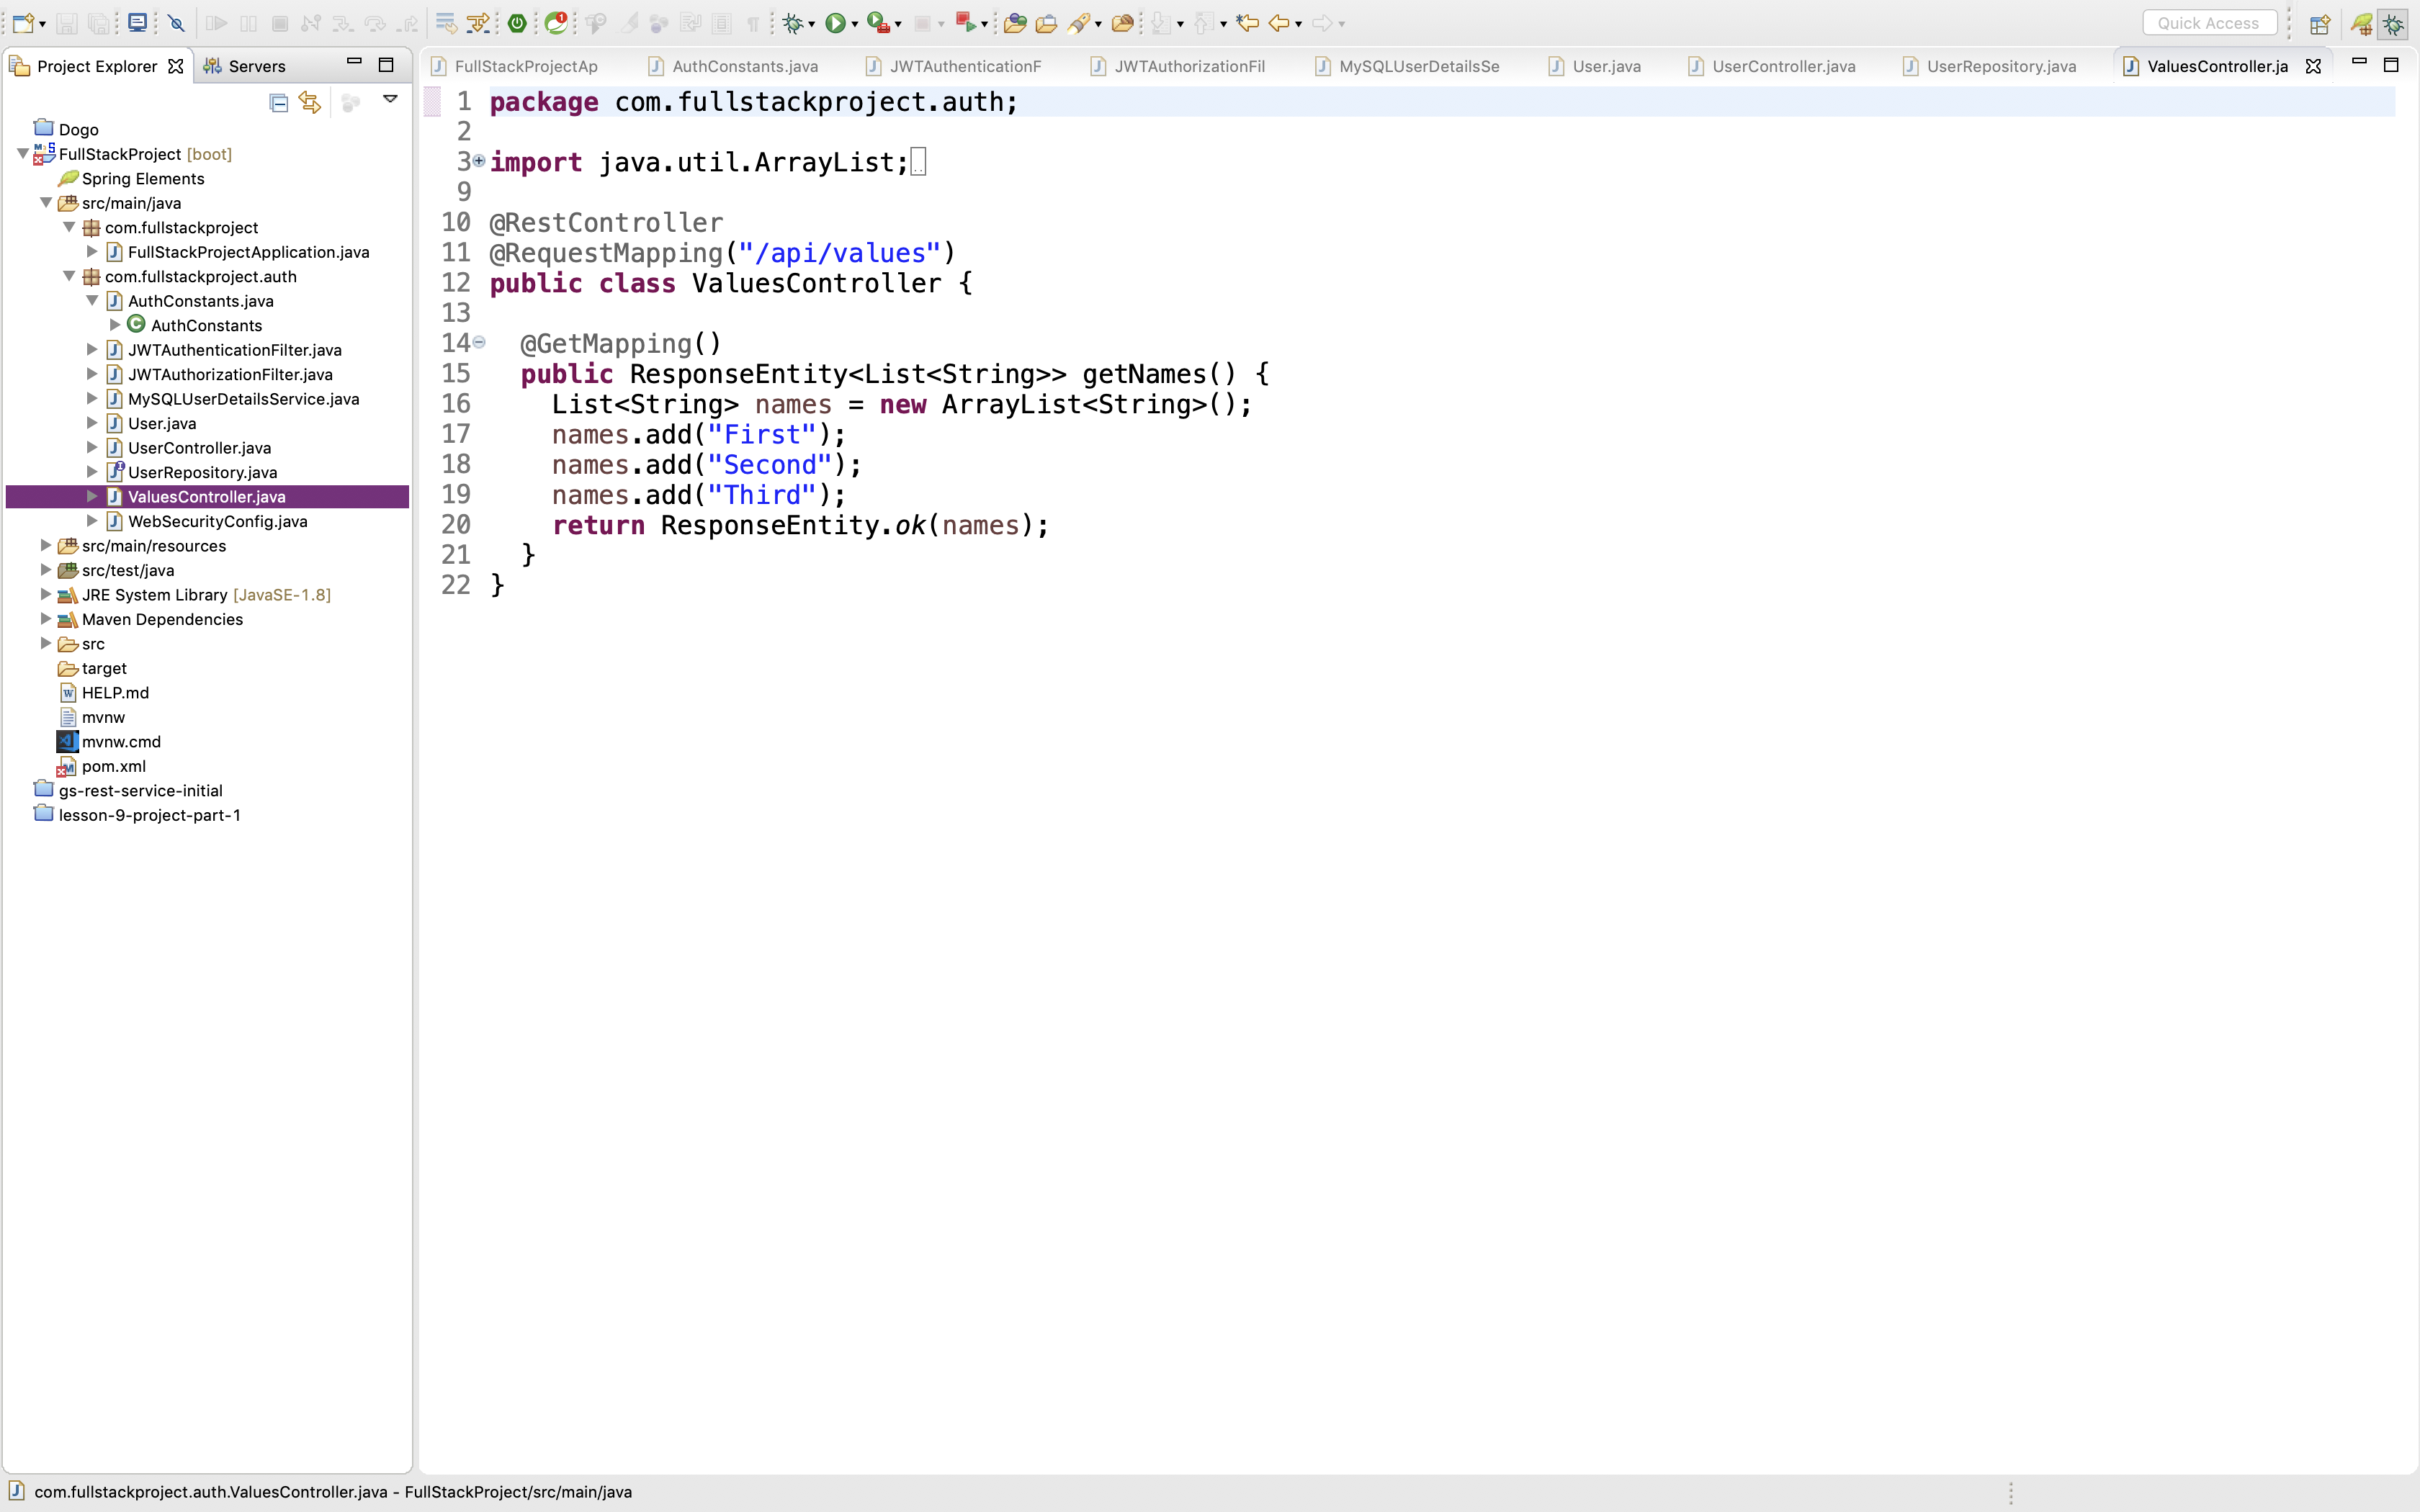 Quick Access
Project Explorer
Servers
Dogo
FullStackProject [boot]
Spring Elements
src/main/java
com.fullstackproject
FullStackProjectApplication.java
com.fullstackproject.auth
AuthConstants.java
AuthConstants
JWTAuthenticationFilter.java
JWTAuthorizationFilter.java
MySQLUserDetailsService.java
User.java
UserController.java
UserRepository.java
ValuesController.java
WebSecurityConfig.java
src/main/resources
src/test/java
JRE System Library [JavaSE-1.8]
Maven Dependencies
src
target
HELP.md
mvnw
mvnw.cmd
pom.xml
gs-rest-service-initial
lesson-9-project-part-1
FullStackProjectAp
AuthConstants.java
JWTAuthenticationF
JWTAuthorizationFil
MySQLUserDetailsSe
User.java
UserController.java
UserRepository.java
ValuesController.ja
1 package com.fullstackproject.auth;
2
3 import java.util.ArrayList;
9
10 @RestController
11 @RequestMapping("/api/values")
12 public class ValuesController {
13
14 @GetMapping()
15 public ResponseEntity<List<String>> getNames() {
16 List<String> names = new ArrayList<String>();
17 names.add("First");
18 names.add("Second");
19 names.add("Third");
20 return ResponseEntity.ok(names);
21 }
22 }
com.fullstackproject.auth.ValuesController.java - FullStackProject/src/main/java